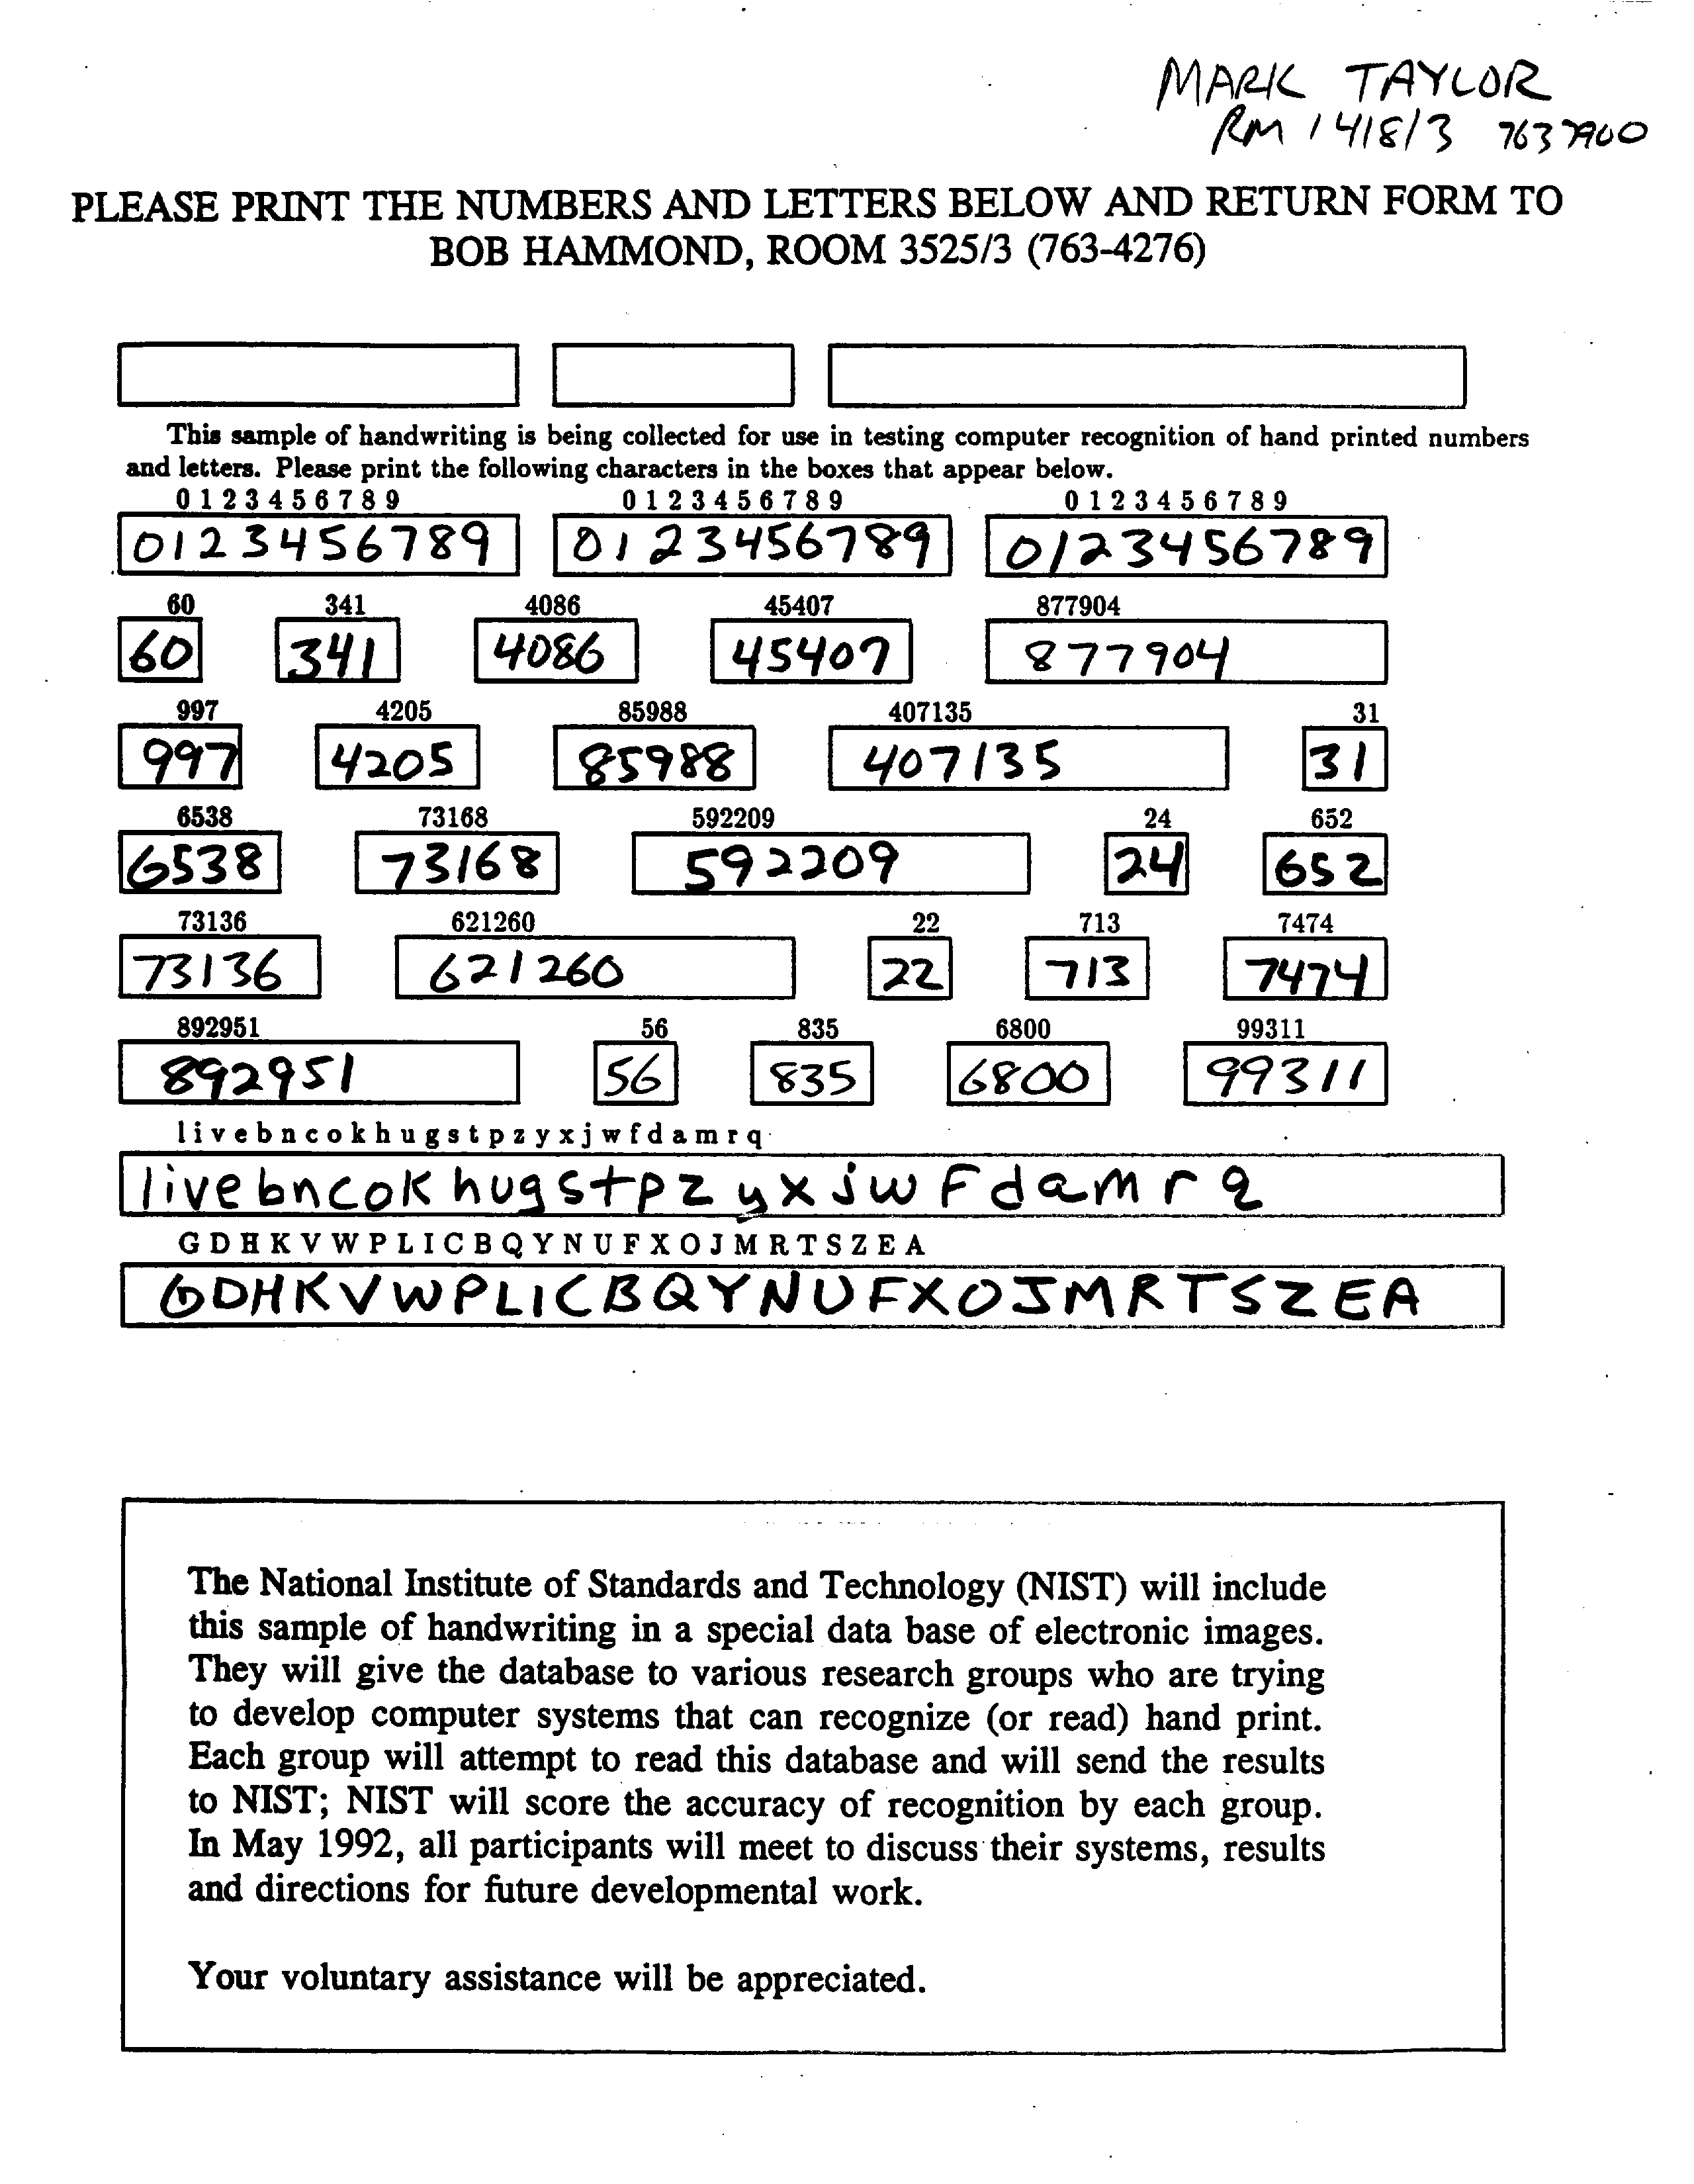 MARK TAYLOR
RM 1418/3 763 7900
PLEASE PRINT THE NUMBERS AND LETTERS BELOW AND RETURN FORM TO
BOB HAMMOND, ROOM 3525/3 (763-4276)
This sample of handwriting is being collected for use in testing computer recognition of hand printed numbers
and letters. Please print the following characters in the boxes that appear below.
0 1 2 3 4 5 6 7 8 9 0 1 2 3 4 5 6 7 8 9 0 1 2 3 4 5 6 7 8 9
0123456789 0123456789 0123456789
60 341 4086 45407 877904
60 341 4086 45407 877904
997 4205 85988 407135 31
997 4205 85988 407135 31
6538 73168 592209 24 652
6538 73168 592209 24 652
73136 621260 22 713 7474
73136 621260 22 713 7474
892951 56 835 6800 99311
892951 56 835 6800 99311
l i v e b n c o k h u g s t p z y x j w f d a m r q
livebncokhugstpzyxjwFdamrq
G D H K V W P L I C B Q Y N U F X O J M R T S Z E A
GDHKVWPLICBQYNUFXOJMRTSZEA
The National Institute of Standards and Technology (NIST) will include
this sample of handwriting in a special data base of electronic images.
They will give the database to various research groups who are trying
to develop computer systems that can recognize (or read) hand print.
Each group will attempt to read this database and will send the results
to NIST; NIST will score the accuracy of recognition by each group.
In May 1992, all participants will meet to discuss their systems, results
and directions for future developmental work.
Your voluntary assistance will be appreciated.